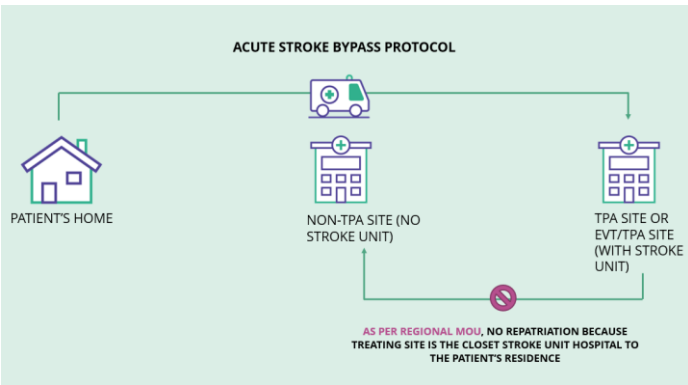 ACUTE STROKE BYPASS PROTOCOL
PATIENT'S HOME
NON-TPA SITE (NO
STROKE UNIT)
TPA SITE OR
EVT/TPA SITE
(WITH STROKE
UNIT)
AS PER REGIONAL MOU, NO REPATRIATION BECAUSE
TREATING SITE IS THE CLOSET STROKE UNIT HOSPITAL TO
THE PATIENT'S RESIDENCE